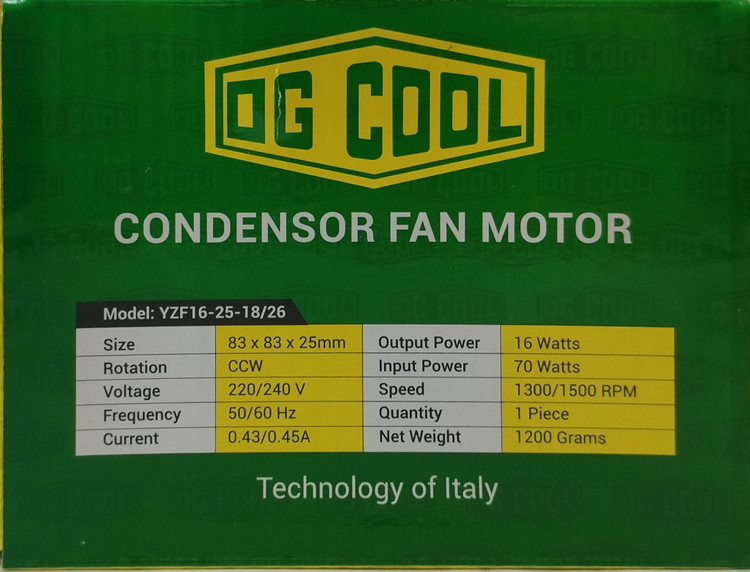 OG COOL
CONDENSOR FAN MOTOR
Model: YZF16-25-18/26
Size 83 x 83 x 25mm Output Power 16 Watts
Rotation CCW Input Power 70 Watts
Voltage 220/240 V Speed 1300/1500 RPM
Frequency 50/60 Hz Quantity 1 Piece
Current 0.43/0.45A Net Weight 1200 Grams
Technology of Italy